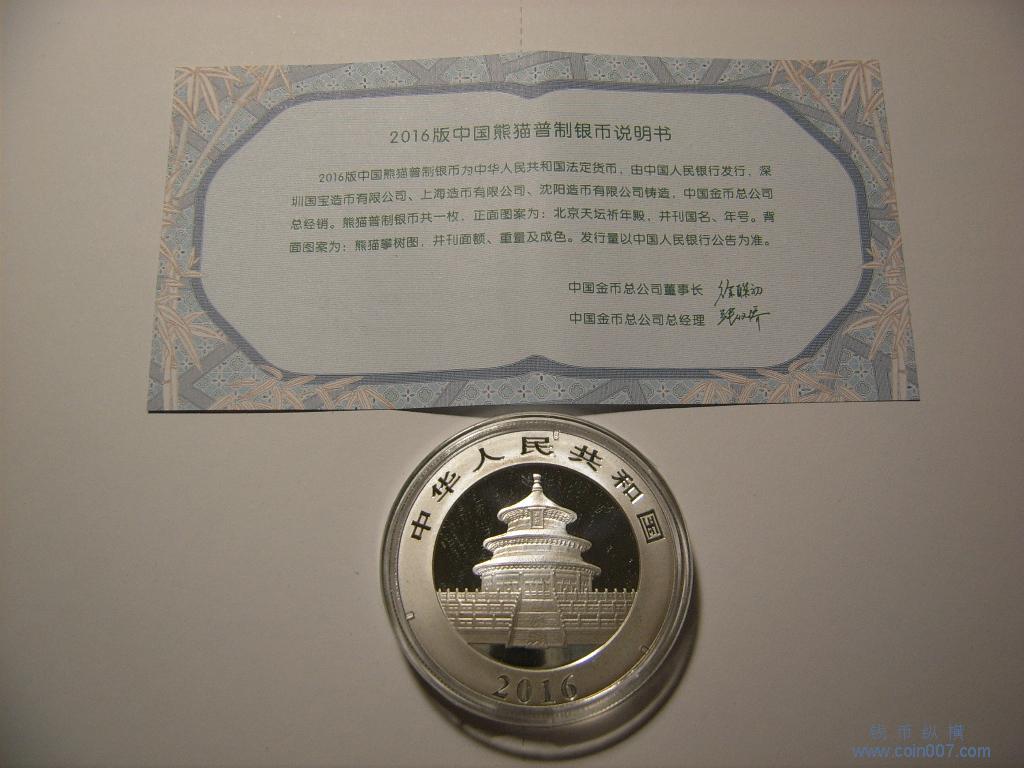 2016版中国熊猫普制银币说明书
2016版中国熊猫普制银币为中华人民共和国法定货币，由中国人民银行发行，深
圳国宝造币有限公司、上海造币有限公司、沈阳造币有限公司铸造，中国金币总公司
总经销。熊猫普制银币共一枚，正面图案为：北京天坛祈年殿，并刊国名、年号。背
面图案为：熊猫攀树图，并刊面额、重量及成色。发行量以中国人民银行公告为准。
中国金币总公司董事长
中国金币总公司总经理
中华人民共和国
2016
钱币纵横
www.coin007.com